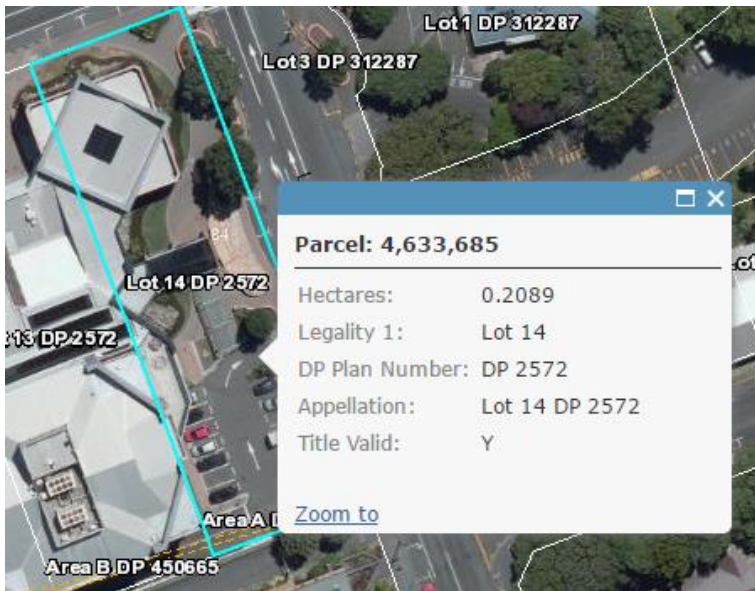 Lot 1 DP 312287
Lot 3 DP 312287
Parcel: 4,633,685
Hectares: 0.2089
Legality 1: Lot 14
DP Plan Number: DP 2572
Appellation: Lot 14 DP 2572
Title Valid: Y
Zoom to
84
Lot 14 DP 2572
13 DP 2572
Area A
Area B DP 450665